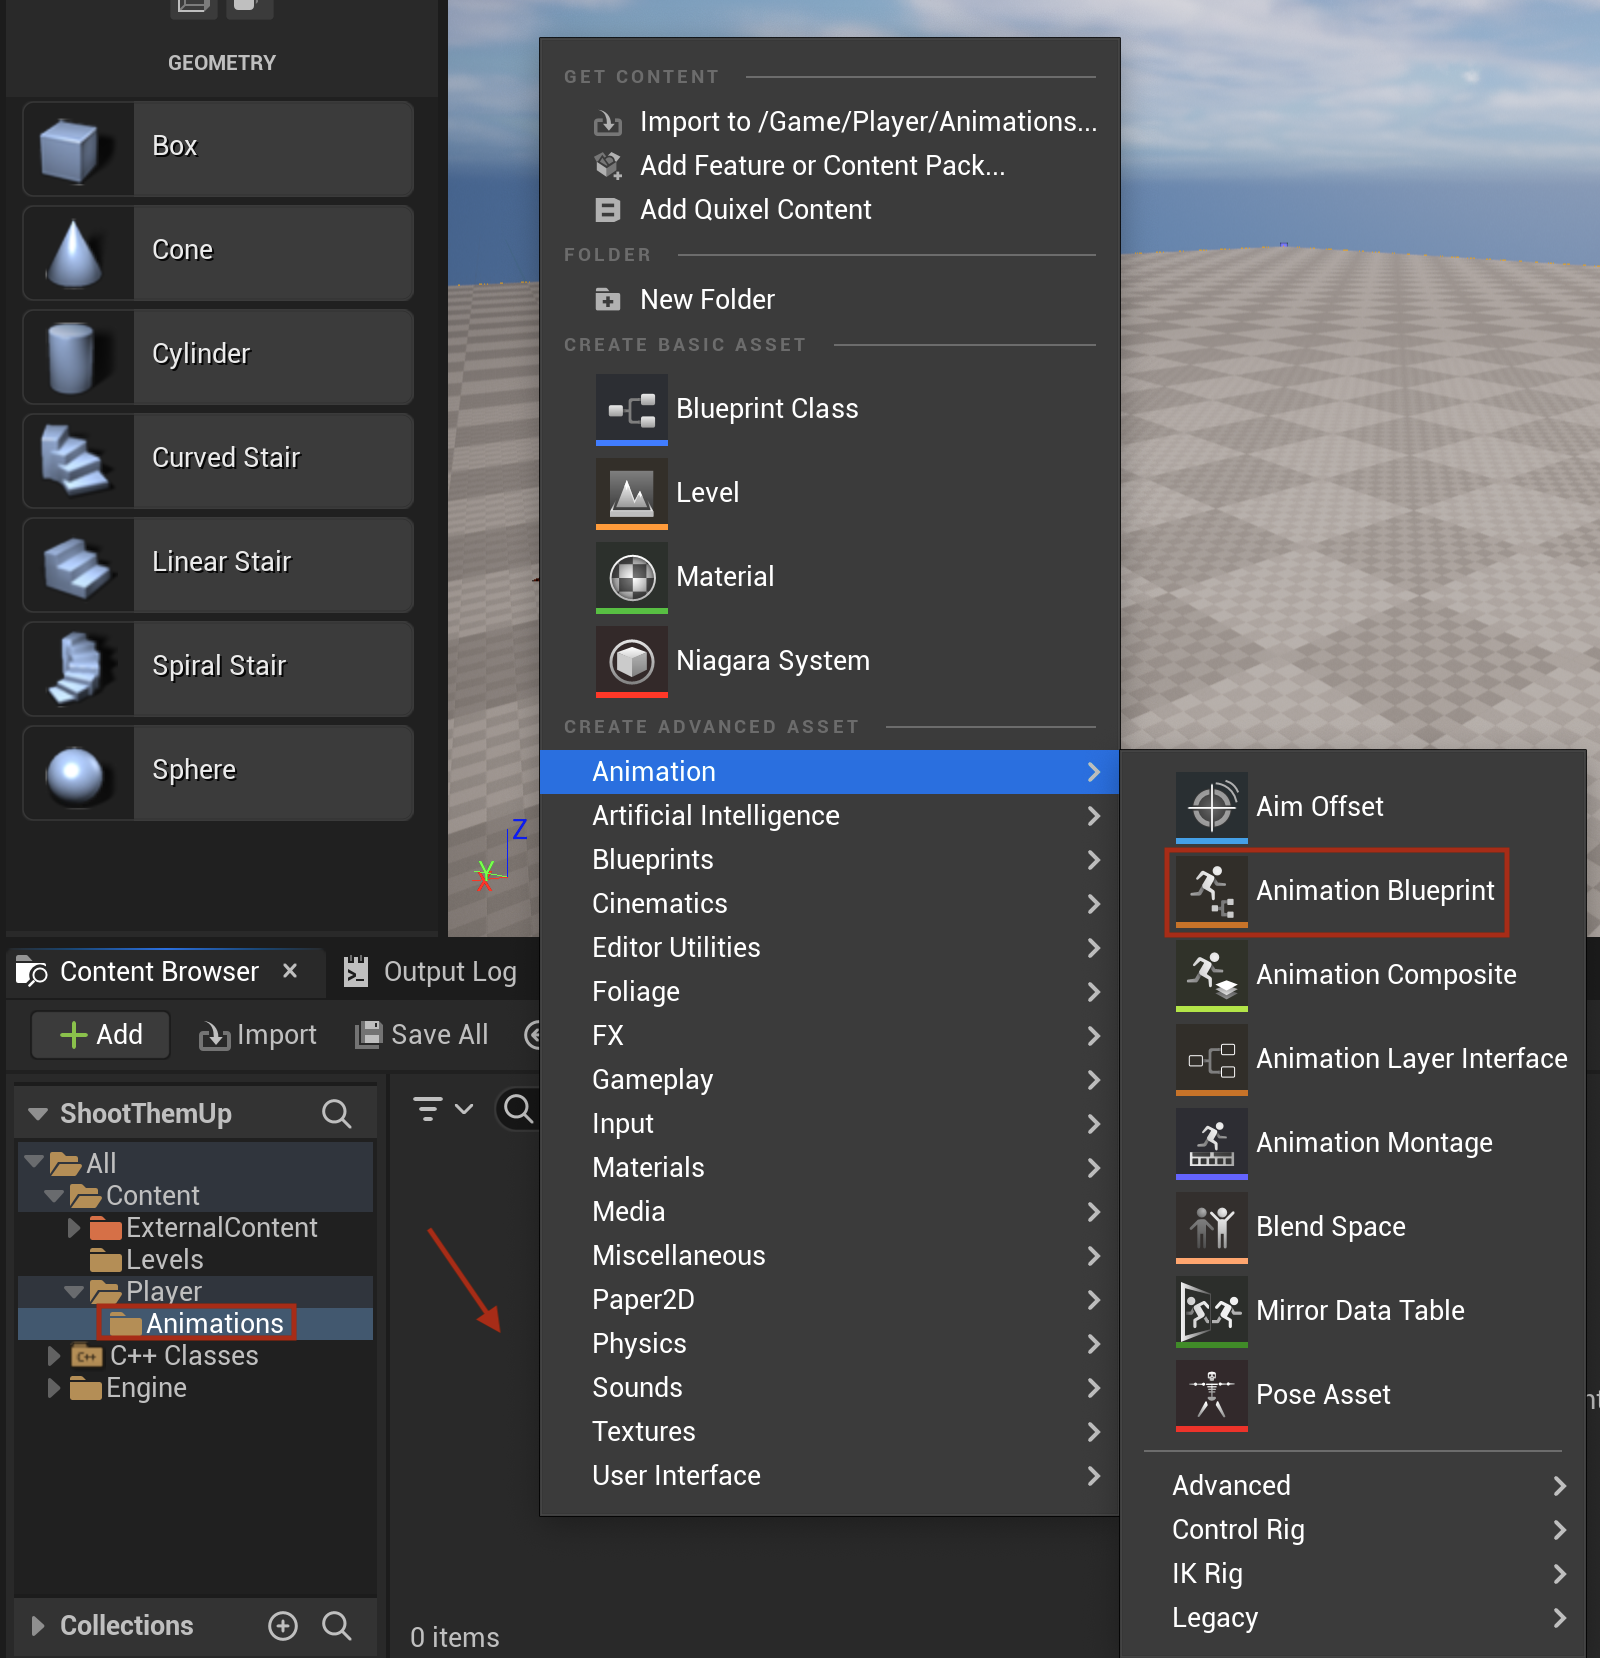 GEOMETRY
Box
Cone
Cylinder
Curved Stair
Linear Stair
Spiral Stair
Sphere
GET CONTENT
Import to /Game/Player/Animations...
Add Feature or Content Pack...
Add Quixel Content
FOLDER
New Folder
CREATE BASIC ASSET
Blueprint Class
Level
Material
Niagara System
CREATE ADVANCED ASSET
Animation
Artificial Intelligence
Blueprints
Cinematics
Editor Utilities
Foliage
FX
Gameplay
Input
Materials
Media
Miscellaneous
Paper2D
Physics
Sounds
Textures
User Interface
Aim Offset
Animation Blueprint
Animation Composite
Animation Layer Interface
Animation Montage
Blend Space
Mirror Data Table
Pose Asset
Advanced
Control Rig
IK Rig
Legacy
Z
Y
X
Content Browser
Output Log
Add
Import
Save All
ShootThemUp
All
Content
ExternalContent
Levels
Player
Animations
C++ Classes
Engine
Collections
0 items